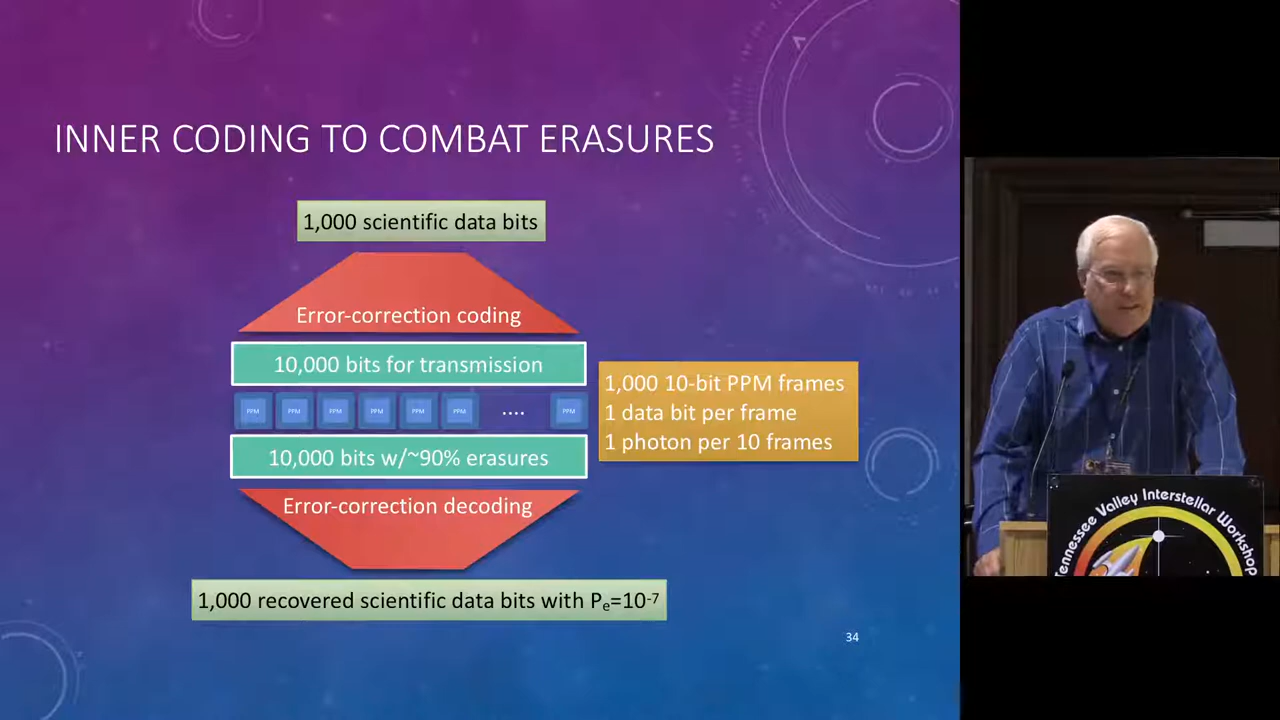 INNER CODING TO COMBAT ERASURES
1,000 scientific data bits
Error-correction coding
10,000 bits for transmission
PPM PPM PPM PPM PPM PPM .... PPM
1,000 10-bit PPM frames
1 data bit per frame
1 photon per 10 frames
10,000 bits w/~90% erasures
Error-correction decoding
1,000 recovered scientific data bits with Pe=10-7
34
Tennessee Valley Interstellar Workshop